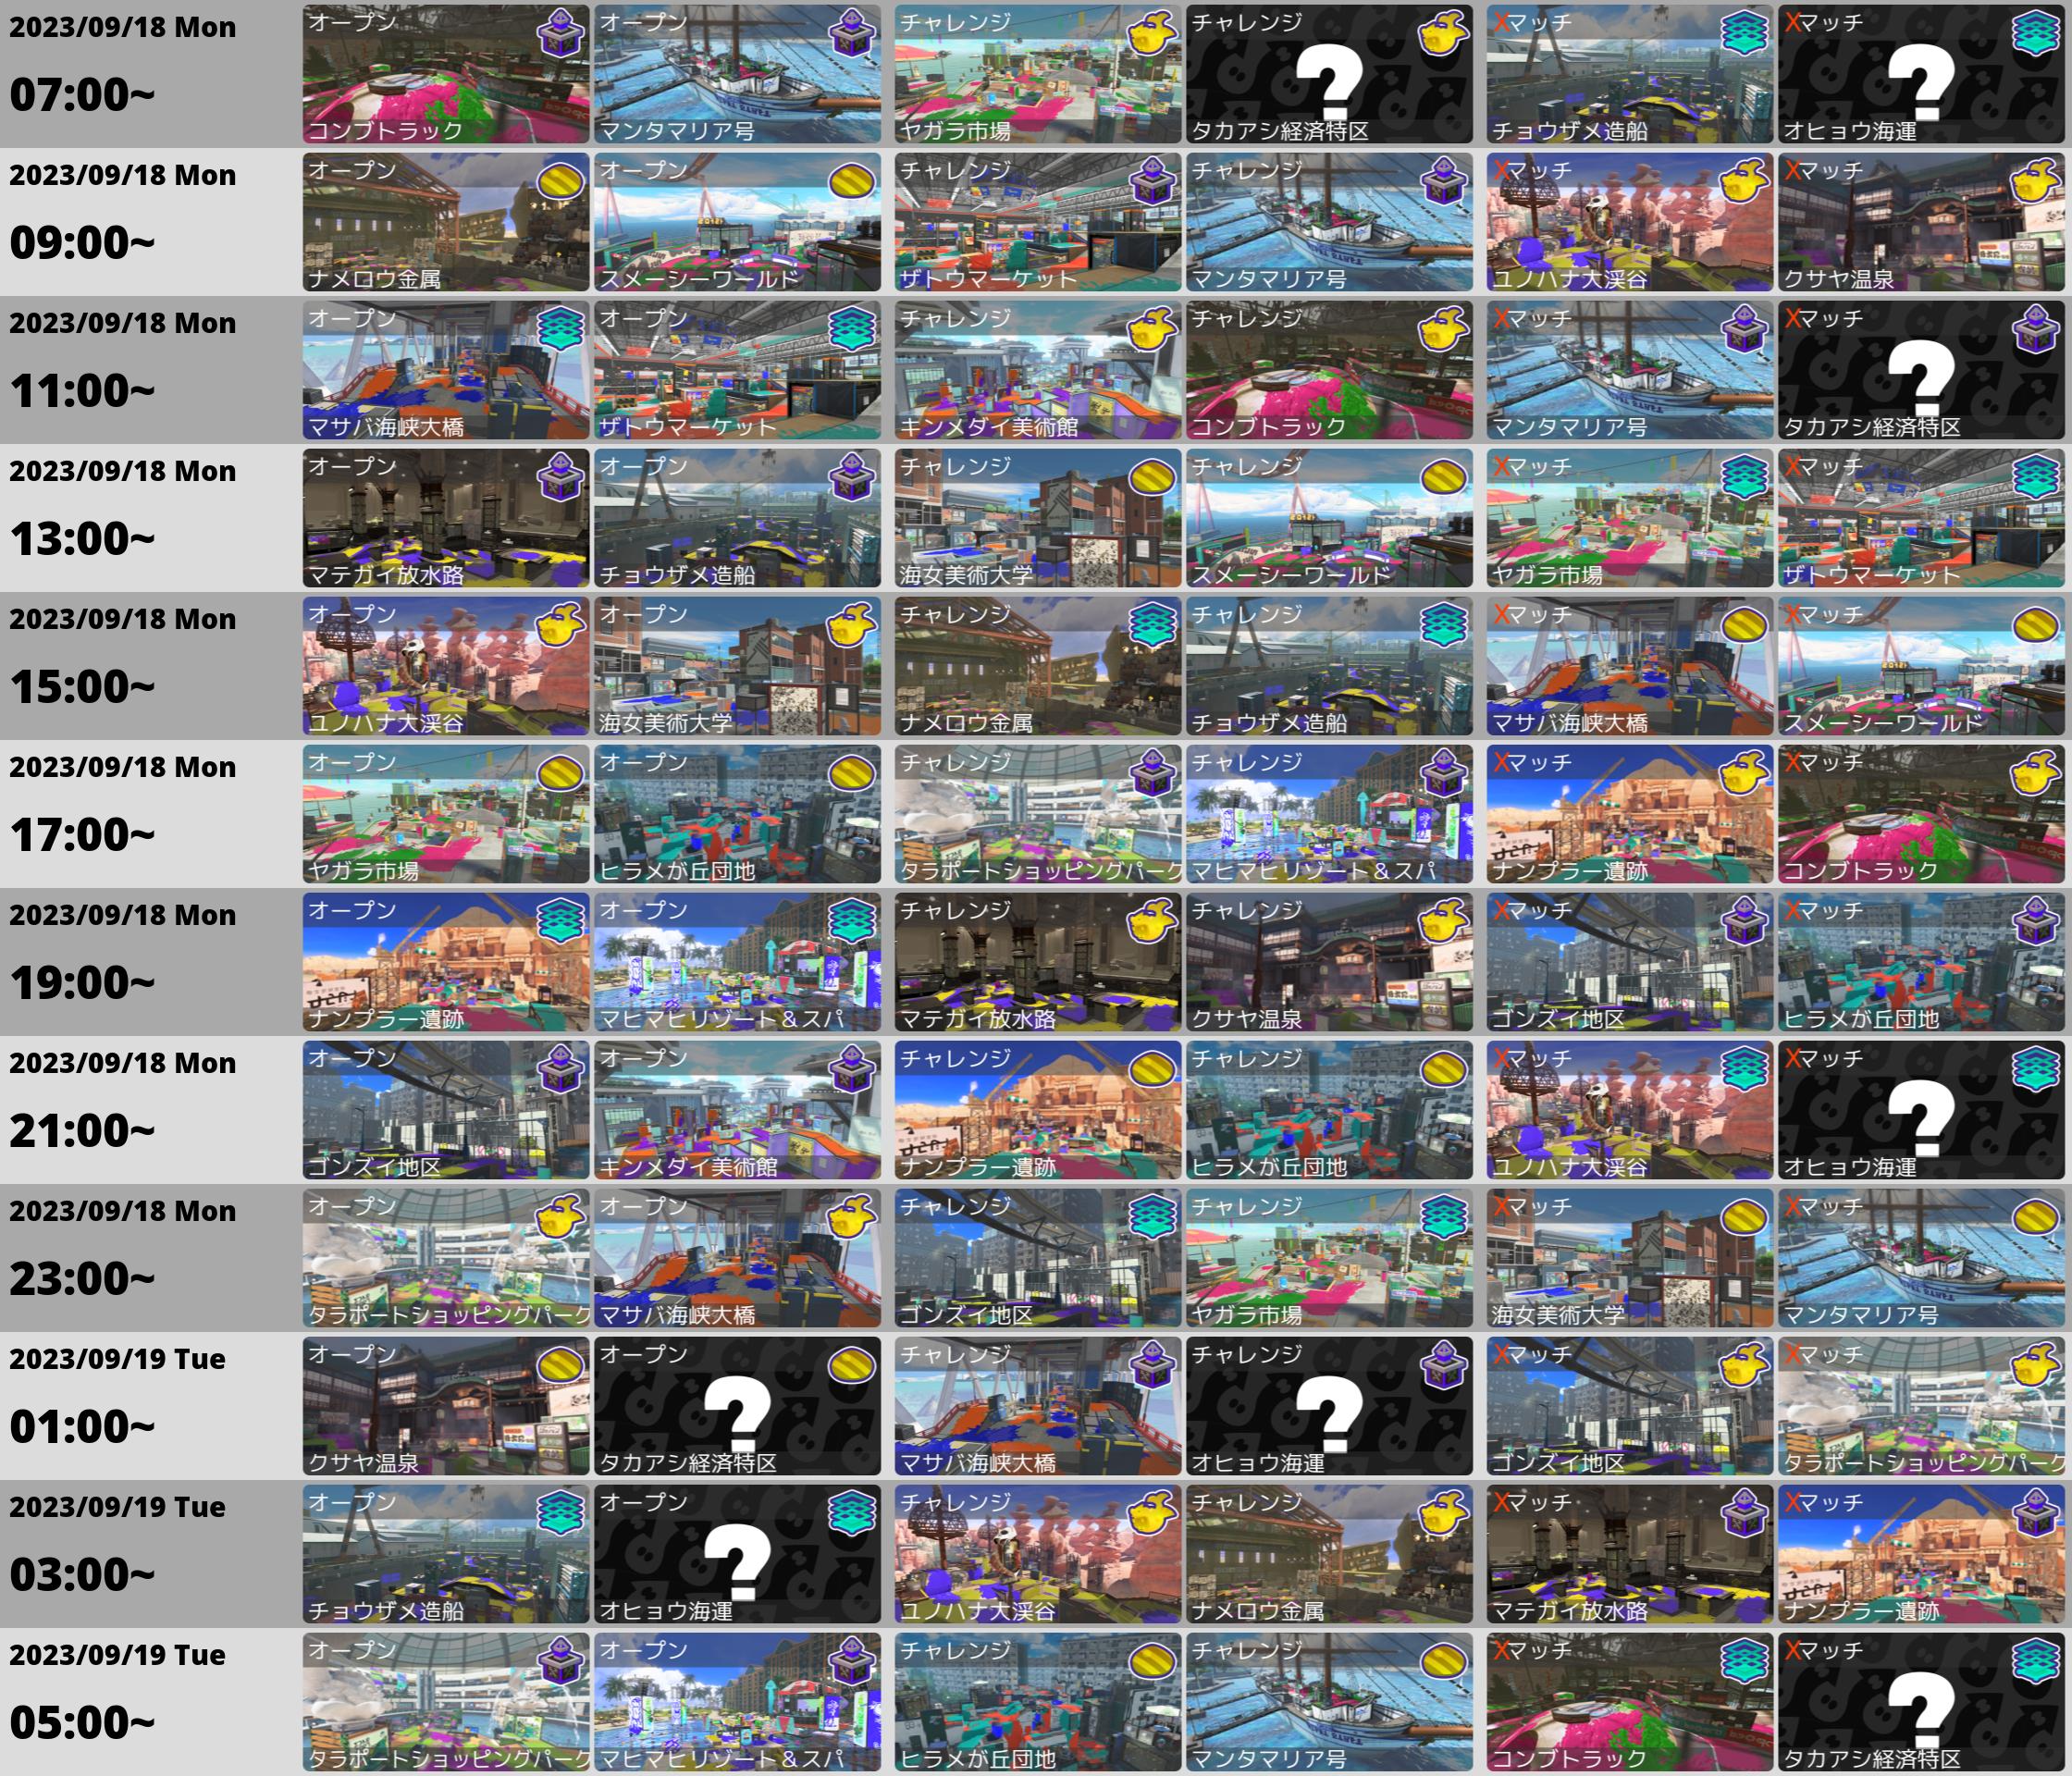 2023/09/18 Mon
07:00~
オープン オープン チャレンジ チャレンジ Xマッチ Xマッチ
コンブトラック マンタマリア号 ヤガラ市場 タカアシ経済特区 チョウザメ造船 オヒョウ海運
2023/09/18 Mon
09:00~
オープン オープン チャレンジ チャレンジ Xマッチ Xマッチ
ナメロウ金属 スメーシーワールド ザトウマーケット マンタマリア号 ユノハナ大渓谷 クサヤ温泉
2023/09/18 Mon
11:00~
オープン オープン チャレンジ チャレンジ Xマッチ Xマッチ
マサバ海峡大橋 ザトウマーケット キンメダイ美術館 コンブトラック マンタマリア号 タカアシ経済特区
2023/09/18 Mon
13:00~
オープン オープン チャレンジ チャレンジ Xマッチ Xマッチ
マテガイ放水路 チョウザメ造船 海女美術大学 スメーシーワールド ヤガラ市場 ザトウマーケット
2023/09/18 Mon
15:00~
オープン オープン チャレンジ チャレンジ Xマッチ Xマッチ
ユノハナ大渓谷 海女美術大学 ナメロウ金属 チョウザメ造船 マサバ海峡大橋 スメーシーワールド
2023/09/18 Mon
17:00~
オープン オープン チャレンジ チャレンジ Xマッチ Xマッチ
ヤガラ市場 ヒラメが丘団地 タラポートショッピングパーク マヒマヒリゾート＆スパ ナンプラー遺跡 コンブトラック
2023/09/18 Mon
19:00~
オープン オープン チャレンジ チャレンジ Xマッチ Xマッチ
ナンプラー遺跡 マヒマヒリゾート＆スパ マテガイ放水路 クサヤ温泉 ゴンズイ地区 ヒラメが丘団地
2023/09/18 Mon
21:00~
オープン オープン チャレンジ チャレンジ Xマッチ Xマッチ
ゴンズイ地区 キンメダイ美術館 ナンプラー遺跡 ヒラメが丘団地 ユノハナ大渓谷 オヒョウ海運
2023/09/18 Mon
23:00~
オープン オープン チャレンジ チャレンジ Xマッチ Xマッチ
タラポートショッピングパーク マサバ海峡大橋 ゴンズイ地区 ヤガラ市場 海女美術大学 マンタマリア号
2023/09/19 Tue
01:00~
オープン オープン チャレンジ チャレンジ Xマッチ Xマッチ
クサヤ温泉 タカアシ経済特区 マサバ海峡大橋 オヒョウ海運 ゴンズイ地区 タラポートショッピングパーク
2023/09/19 Tue
03:00~
オープン オープン チャレンジ チャレンジ Xマッチ Xマッチ
チョウザメ造船 オヒョウ海運 ユノハナ大渓谷 ナメロウ金属 マテガイ放水路 ナンプラー遺跡
2023/09/19 Tue
05:00~
オープン オープン チャレンジ チャレンジ Xマッチ Xマッチ
タラポートショッピングパーク マヒマヒリゾート＆スパ ヒラメが丘団地 マンタマリア号 コンブトラック タカアシ経済特区